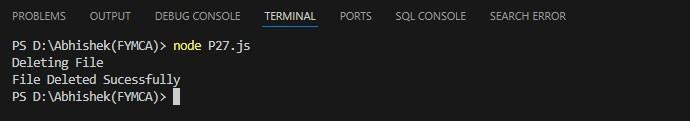 PROBLEMS OUTPUT DEBUG CONSOLE TERMINAL PORTS SQL CONSOLE SEARCH ERROR
PS D:\Abhishek(FYMCA)> node P27.js
Deleting File
File Deleted Sucessfully
PS D:\Abhishek(FYMCA)>